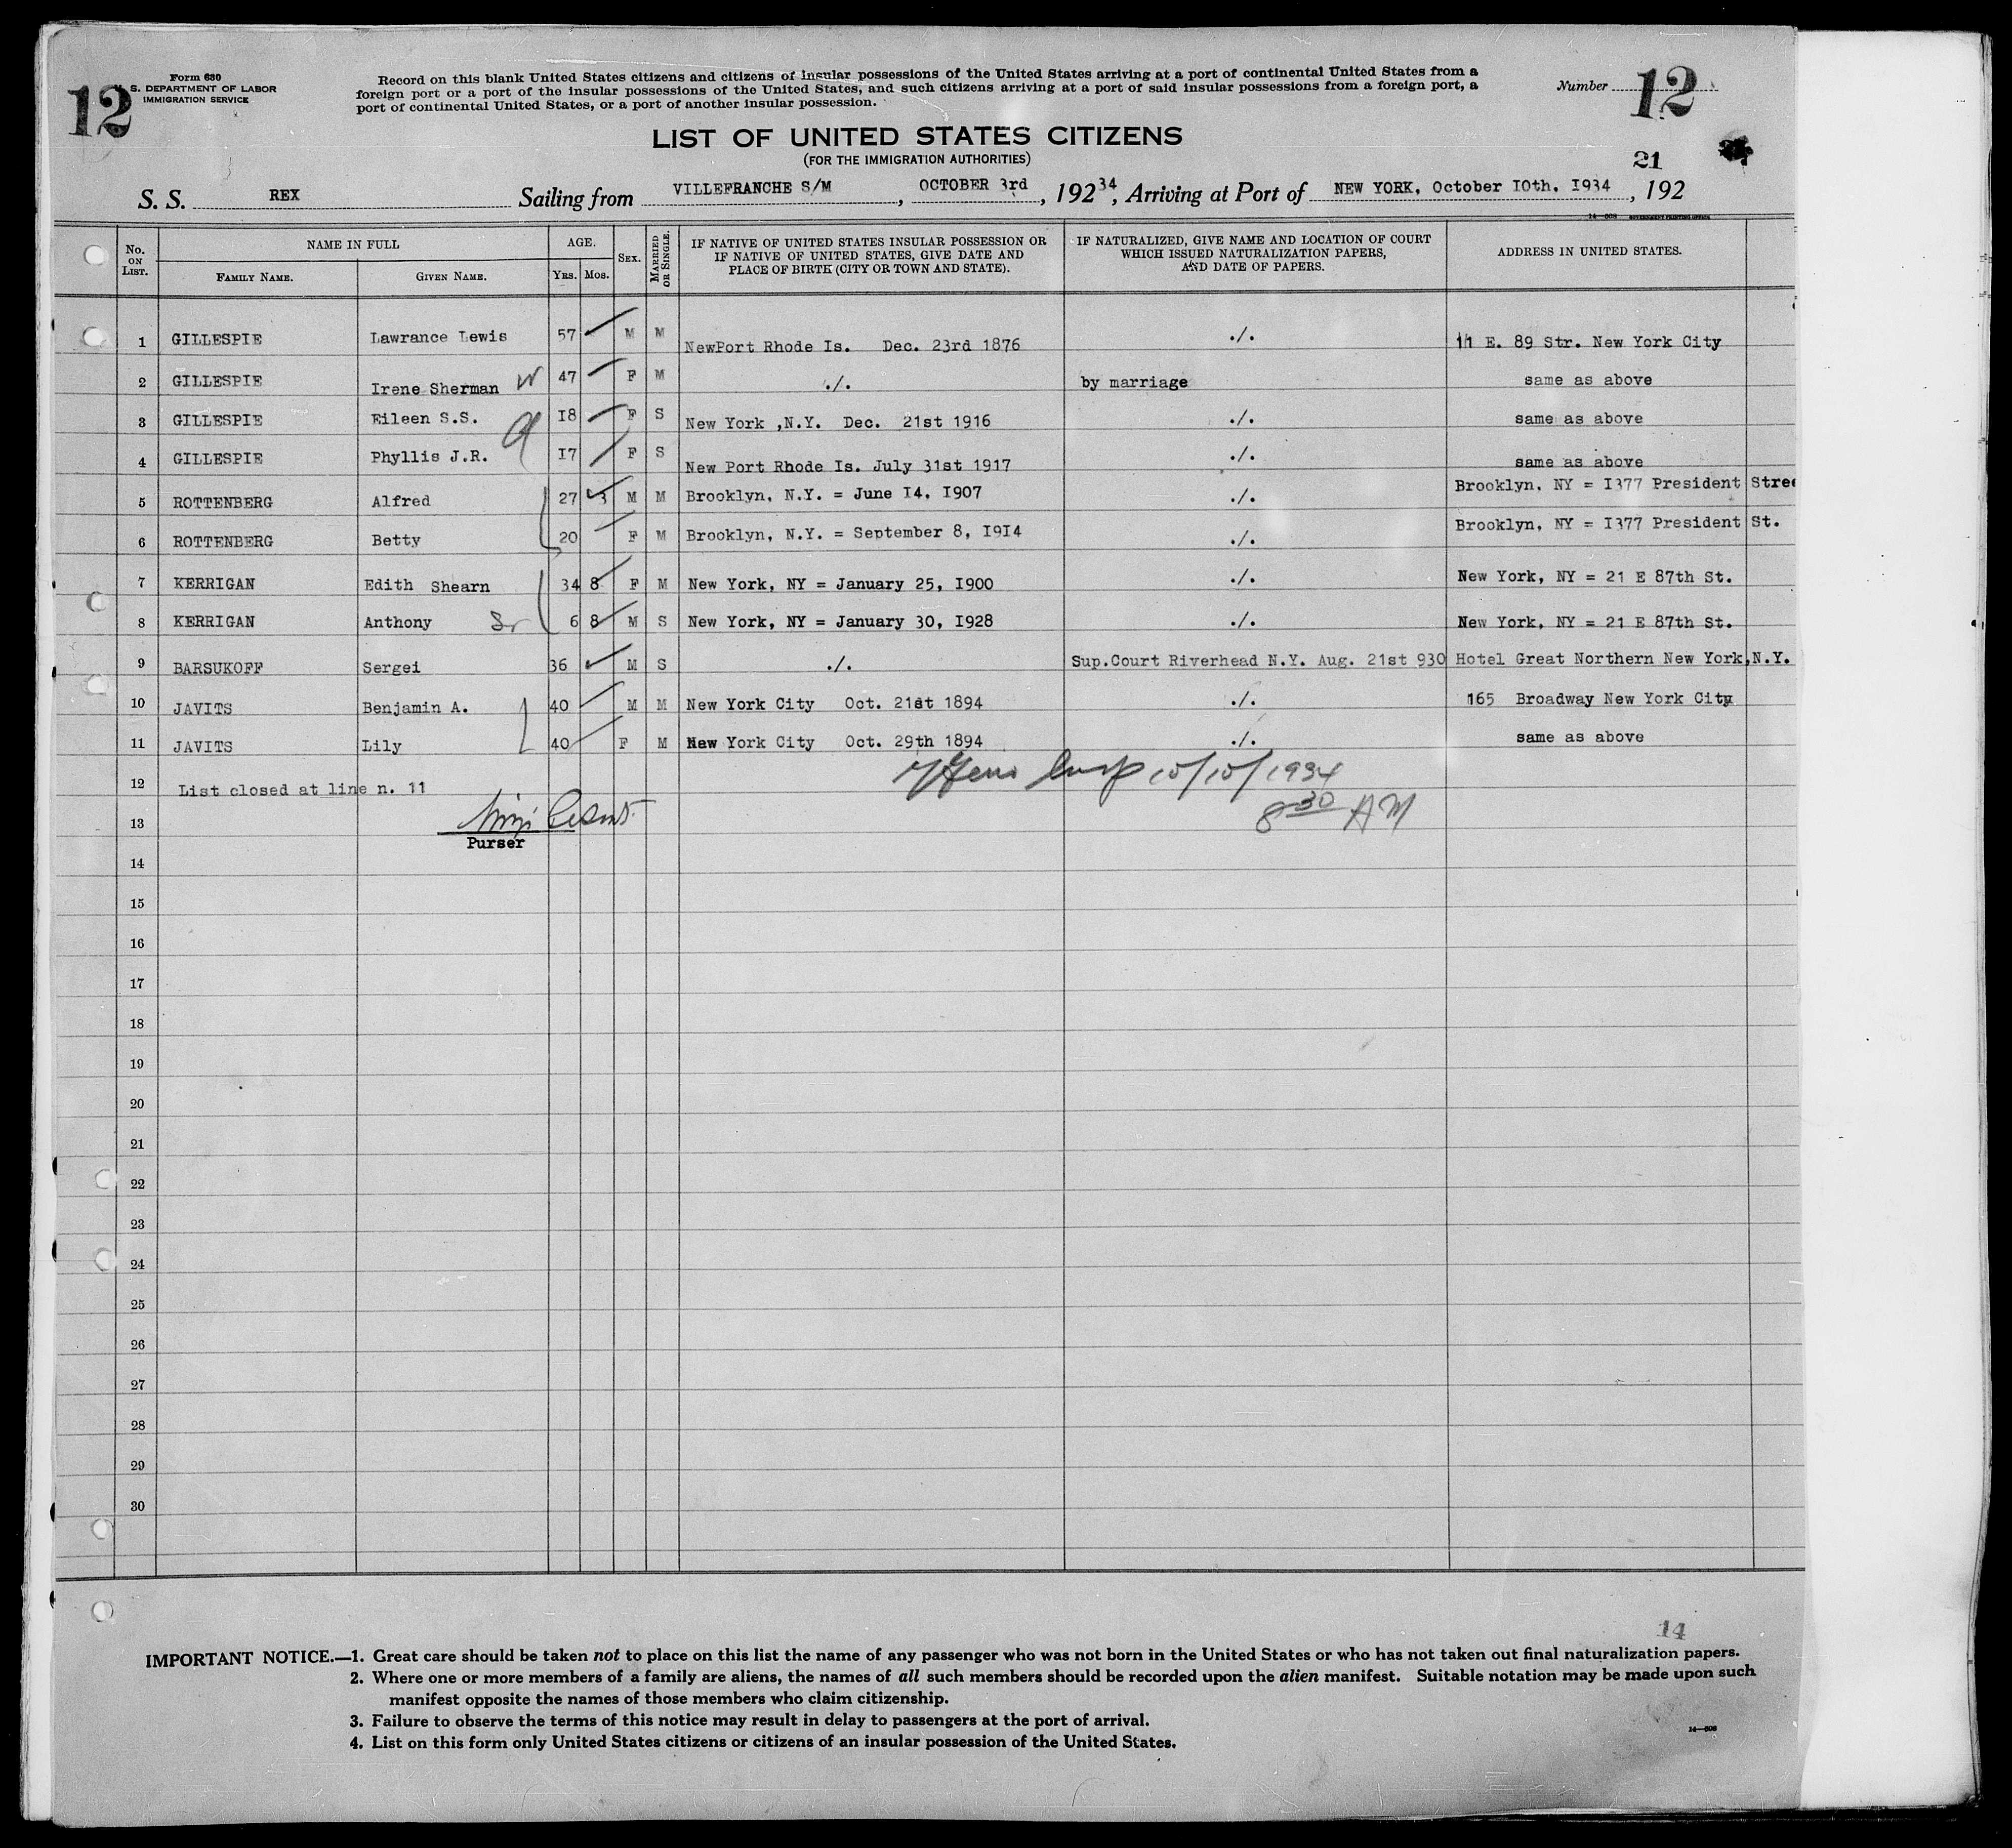 12
Form 630
U. S. DEPARTMENT OF LABOR
IMMIGRATION SERVICE
Record on this blank United States citizens and citizens of insular possessions of the United States arriving at a port of continental United States from a
foreign port or a port of the insular possessions of the United States, and such citizens arriving at a port of said insular possessions from a foreign port, a
port of continental United States, or a port of another insular possession.
Number 12
LIST OF UNITED STATES CITIZENS
(FOR THE IMMIGRATION AUTHORITIES)
21
S. S. REX Sailing from VILLEFRANCHE S/M, OCTOBER 3rd, 192 34, Arriving at Port of NEW YORK, October 10th, 1934, 192
14—608 GOVERNMENT PRINTING OFFICE
No. ON LIST. NAME IN FULL FAMILY NAME. GIVEN NAME. AGE. YRS. MOS. SEX. MARRIED OR SINGLE. IF NATIVE OF UNITED STATES INSULAR POSSESSION OR IF NATIVE OF UNITED STATES, GIVE DATE AND PLACE OF BIRTH (CITY OR TOWN AND STATE). IF NATURALIZED, GIVE NAME AND LOCATION OF COURT WHICH ISSUED NATURALIZATION PAPERS, AND DATE OF PAPERS. ADDRESS IN UNITED STATES.
1 GILLESPIE Lawrance Lewis 57 M M NewPort Rhode Is. Dec. 23rd 1876 ./. 11 E. 89 Str. New York City
2 GILLESPIE Irene Sherman W 47 F M ./. by marriage same as above
3 GILLESPIE Eileen S.S. 18 F S New York ,N.Y. Dec. 21st 1916 ./. same as above
4 GILLESPIE Phyllis J.R. 17 F S New Port Rhode Is. July 31st 1917 ./. same as above
5 ROTTENBERG Alfred 27 3 M M Brooklyn, N.Y. = June 14, 1907 ./. Brooklyn, NY = 1377 President Stree
6 ROTTENBERG Betty 20 F M Brooklyn, N.Y. = September 8, 1914 ./. Brooklyn, NY = 1377 President St.
7 KERRIGAN Edith Shearn 34 8 F M New York, NY = January 25, 1900 ./. New York, NY = 21 E 87th St.
8 KERRIGAN Anthony 6 8 M S New York, NY = January 30, 1928 ./. New York, NY = 21 E 87th St.
9 BARSUKOFF Sergei 36 M S ./. Sup.Court Riverhead N.Y. Aug. 21st 930 Hotel Great Northern New York,N.Y.
10 JAVITS Benjamin A. 40 M M New York City Oct. 21st 1894 ./. 165 Broadway New York City
11 JAVITS Lily 40 F M New York City Oct. 29th 1894 ./. same as above
12 List closed at line n. 11
10/10/1934
13
8 30 AM
Purser
14
15
16
17
18
19
20
21
22
23
24
25
26
27
28
29
30
14
IMPORTANT NOTICE.—1. Great care should be taken not to place on this list the name of any passenger who was not born in the United States or who has not taken out final naturalization papers.
2. Where one or more members of a family are aliens, the names of all such members should be recorded upon the alien manifest. Suitable notation may be made upon such
manifest opposite the names of those members who claim citizenship.
3. Failure to observe the terms of this notice may result in delay to passengers at the port of arrival.
4. List on this form only United States citizens or citizens of an insular possession of the United States.
14—608